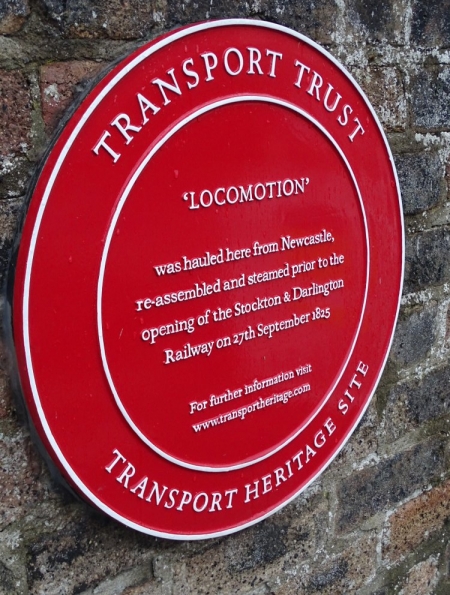 TRANSPORT TRUST
‘LOCOMOTION’
was hauled here from Newcastle,
re-assembled and steamed prior to the
opening of the Stockton & Darlington
Railway on 27th September 1825
For further information visit
www.transportheritage.com
TRANSPORT HERITAGE SITE